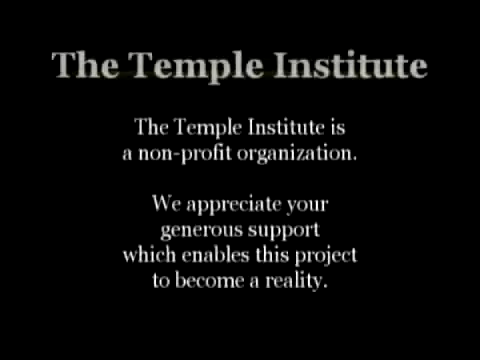 The Temple Institute
The Temple Institute is
a non-profit organization.
We appreciate your
generous support
which enables this project
to become a reality.